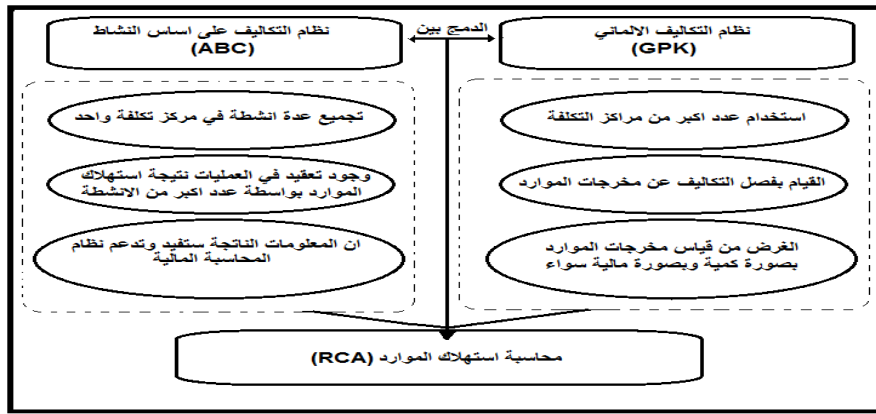 نظام التكاليف الالماني
(GPK)
الدمج بين
نظام التكاليف على اساس النشاط
(ABC)
استخدام عدد اكبر من مراكز التكلفة
القيام بفصل التكاليف عن مخرجات الموارد
الغرض من قياس مخرجات الموارد
بصورة كمية وبصورة مالية سواء
تجميع عدة انشطة في مركز تكلفة واحد
وجود تعقيد في العمليات نتيجة استهلاك
الموارد بواسطة عدد اكبر من الانشطة
ان المعلومات الناتجة ستفيد وتدعم نظام
المحاسبة المالية
محاسبة استهلاك الموارد (RCA)